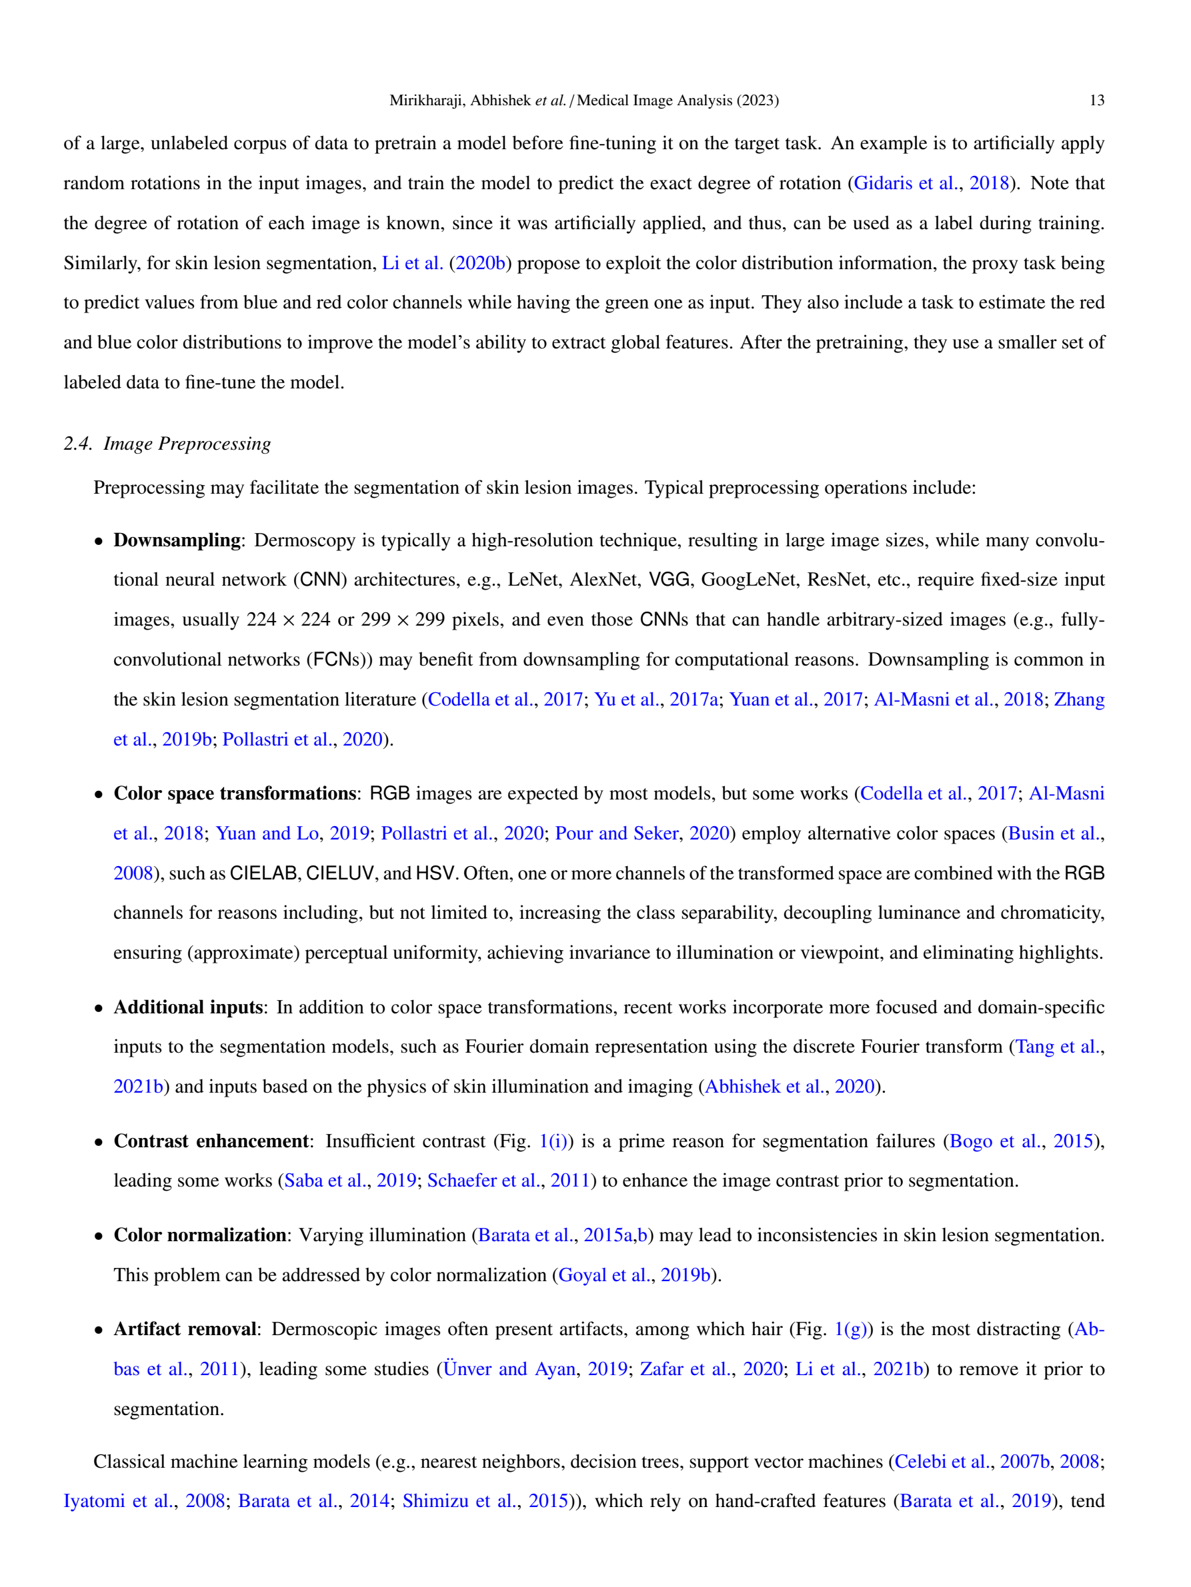 Mirikharaji, Abhishek et al. / Medical Image Analysis (2023) 13
of a large, unlabeled corpus of data to pretrain a model before fine-tuning it on the target task. An example is to artificially apply
random rotations in the input images, and train the model to predict the exact degree of rotation (Gidaris et al., 2018). Note that
the degree of rotation of each image is known, since it was artificially applied, and thus, can be used as a label during training.
Similarly, for skin lesion segmentation, Li et al. (2020b) propose to exploit the color distribution information, the proxy task being
to predict values from blue and red color channels while having the green one as input. They also include a task to estimate the red
and blue color distributions to improve the model's ability to extract global features. After the pretraining, they use a smaller set of
labeled data to fine-tune the model.
2.4. Image Preprocessing
Preprocessing may facilitate the segmentation of skin lesion images. Typical preprocessing operations include:
• Downsampling: Dermoscopy is typically a high-resolution technique, resulting in large image sizes, while many convolu-
tional neural network (CNN) architectures, e.g., LeNet, AlexNet, VGG, GoogLeNet, ResNet, etc., require fixed-size input
images, usually 224 × 224 or 299 × 299 pixels, and even those CNNs that can handle arbitrary-sized images (e.g., fully-
convolutional networks (FCNs)) may benefit from downsampling for computational reasons. Downsampling is common in
the skin lesion segmentation literature (Codella et al., 2017; Yu et al., 2017a; Yuan et al., 2017; Al-Masni et al., 2018; Zhang
et al., 2019b; Pollastri et al., 2020).
• Color space transformations: RGB images are expected by most models, but some works (Codella et al., 2017; Al-Masni
et al., 2018; Yuan and Lo, 2019; Pollastri et al., 2020; Pour and Seker, 2020) employ alternative color spaces (Busin et al.,
2008), such as CIELAB, CIELUV, and HSV. Often, one or more channels of the transformed space are combined with the RGB
channels for reasons including, but not limited to, increasing the class separability, decoupling luminance and chromaticity,
ensuring (approximate) perceptual uniformity, achieving invariance to illumination or viewpoint, and eliminating highlights.
• Additional inputs: In addition to color space transformations, recent works incorporate more focused and domain-specific
inputs to the segmentation models, such as Fourier domain representation using the discrete Fourier transform (Tang et al.,
2021b) and inputs based on the physics of skin illumination and imaging (Abhishek et al., 2020).
• Contrast enhancement: Insufficient contrast (Fig. 1(i)) is a prime reason for segmentation failures (Bogo et al., 2015),
leading some works (Saba et al., 2019; Schaefer et al., 2011) to enhance the image contrast prior to segmentation.
• Color normalization: Varying illumination (Barata et al., 2015a,b) may lead to inconsistencies in skin lesion segmentation.
This problem can be addressed by color normalization (Goyal et al., 2019b).
• Artifact removal: Dermoscopic images often present artifacts, among which hair (Fig. 1(g)) is the most distracting (Ab-
bas et al., 2011), leading some studies (Ünver and Ayan, 2019; Zafar et al., 2020; Li et al., 2021b) to remove it prior to
segmentation.
Classical machine learning models (e.g., nearest neighbors, decision trees, support vector machines (Celebi et al., 2007b, 2008;
Iyatomi et al., 2008; Barata et al., 2014; Shimizu et al., 2015)), which rely on hand-crafted features (Barata et al., 2019), tend